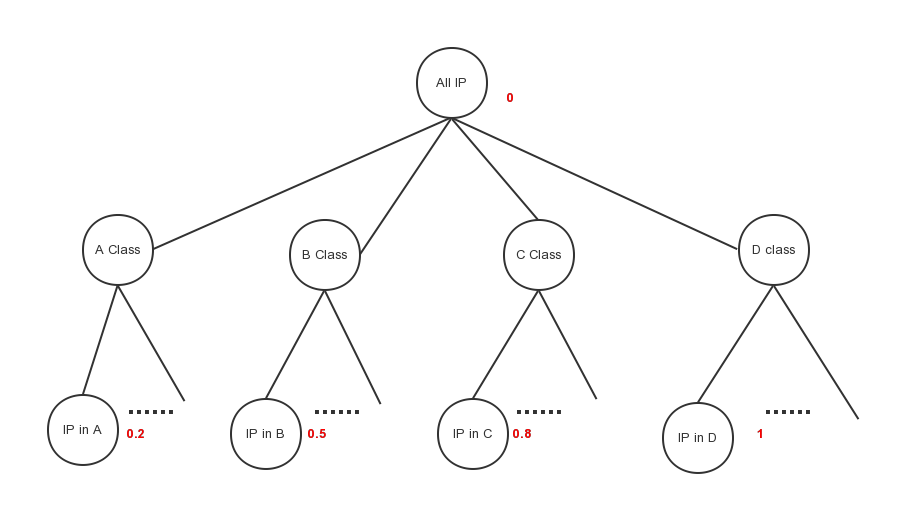 All IP
0
A Class
B Class
C Class
D class
IP in A
0.2
IP in B
0.5
IP in C
0.8
IP in D
1